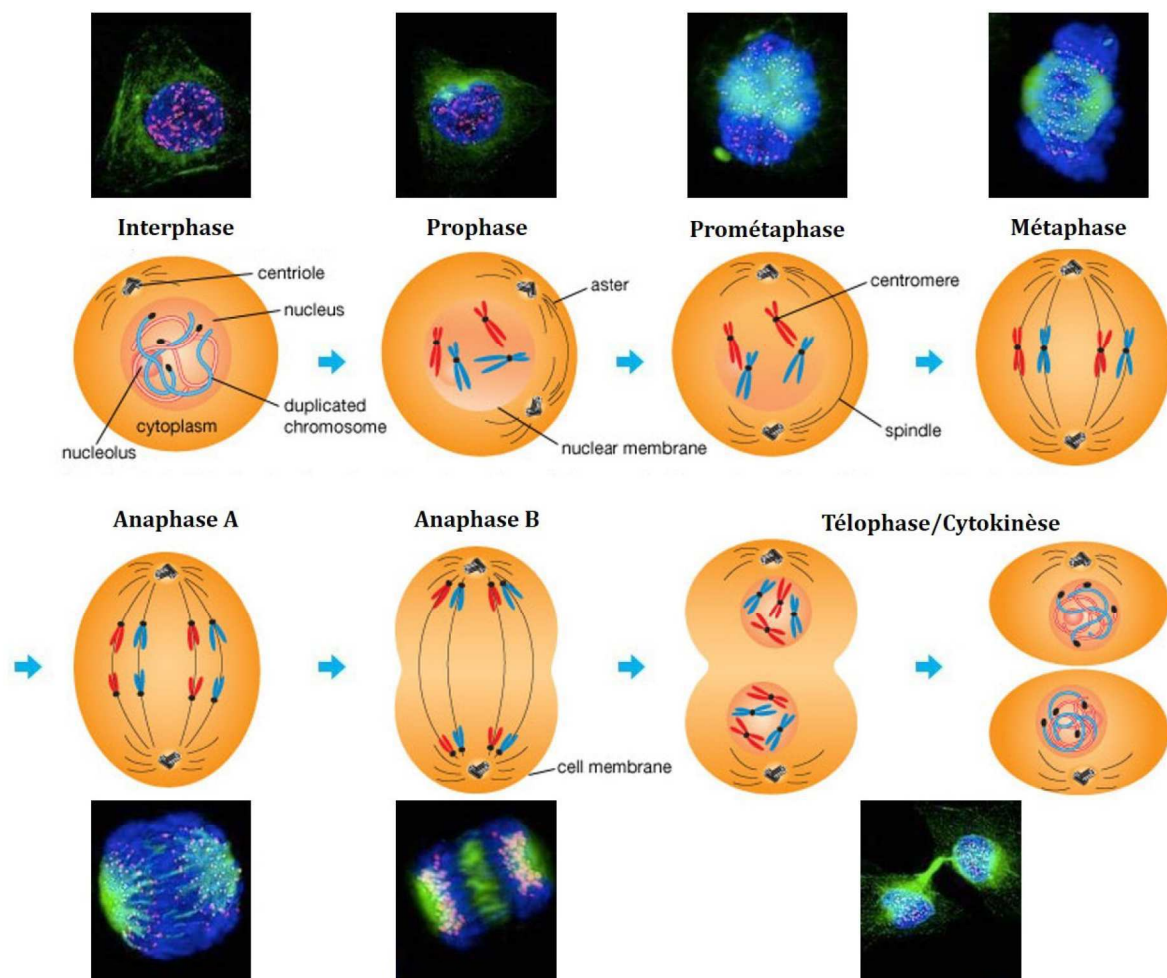 Interphase
Prophase
Prométaphase
Métaphase
centriole
nucleus
duplicated
chromosome
cytoplasm
nucleolus
aster
nuclear membrane
centromere
spindle
Anaphase A
Anaphase B
Télophase/Cytokinèse
cell membrane